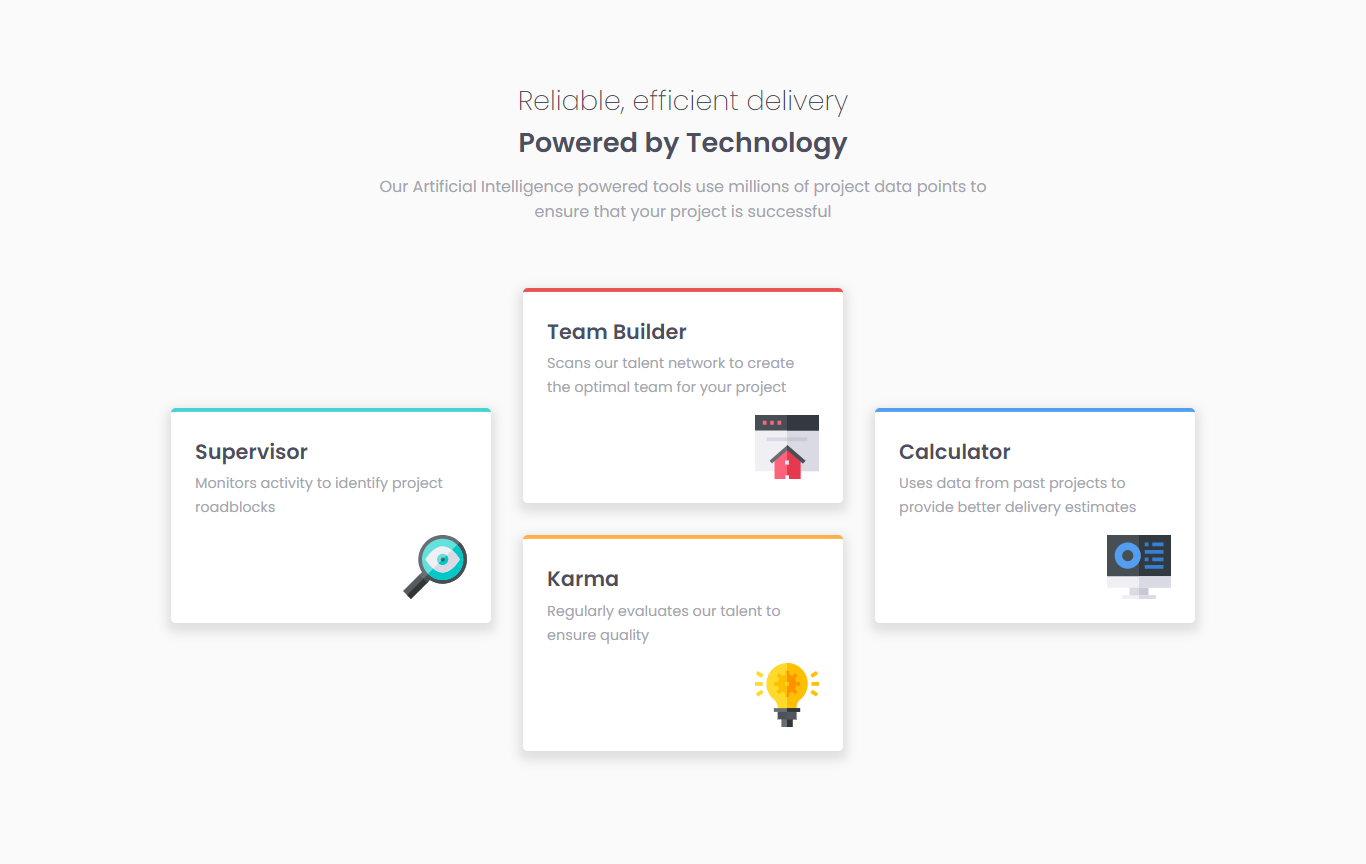 Reliable, efficient delivery
Powered by Technology
Our Artificial Intelligence powered tools use millions of project data points to
ensure that your project is successful
Supervisor
Monitors activity to identify project
roadblocks
Team Builder
Scans our talent network to create
the optimal team for your project
Karma
Regularly evaluates our talent to
ensure quality
Calculator
Uses data from past projects to
provide better delivery estimates